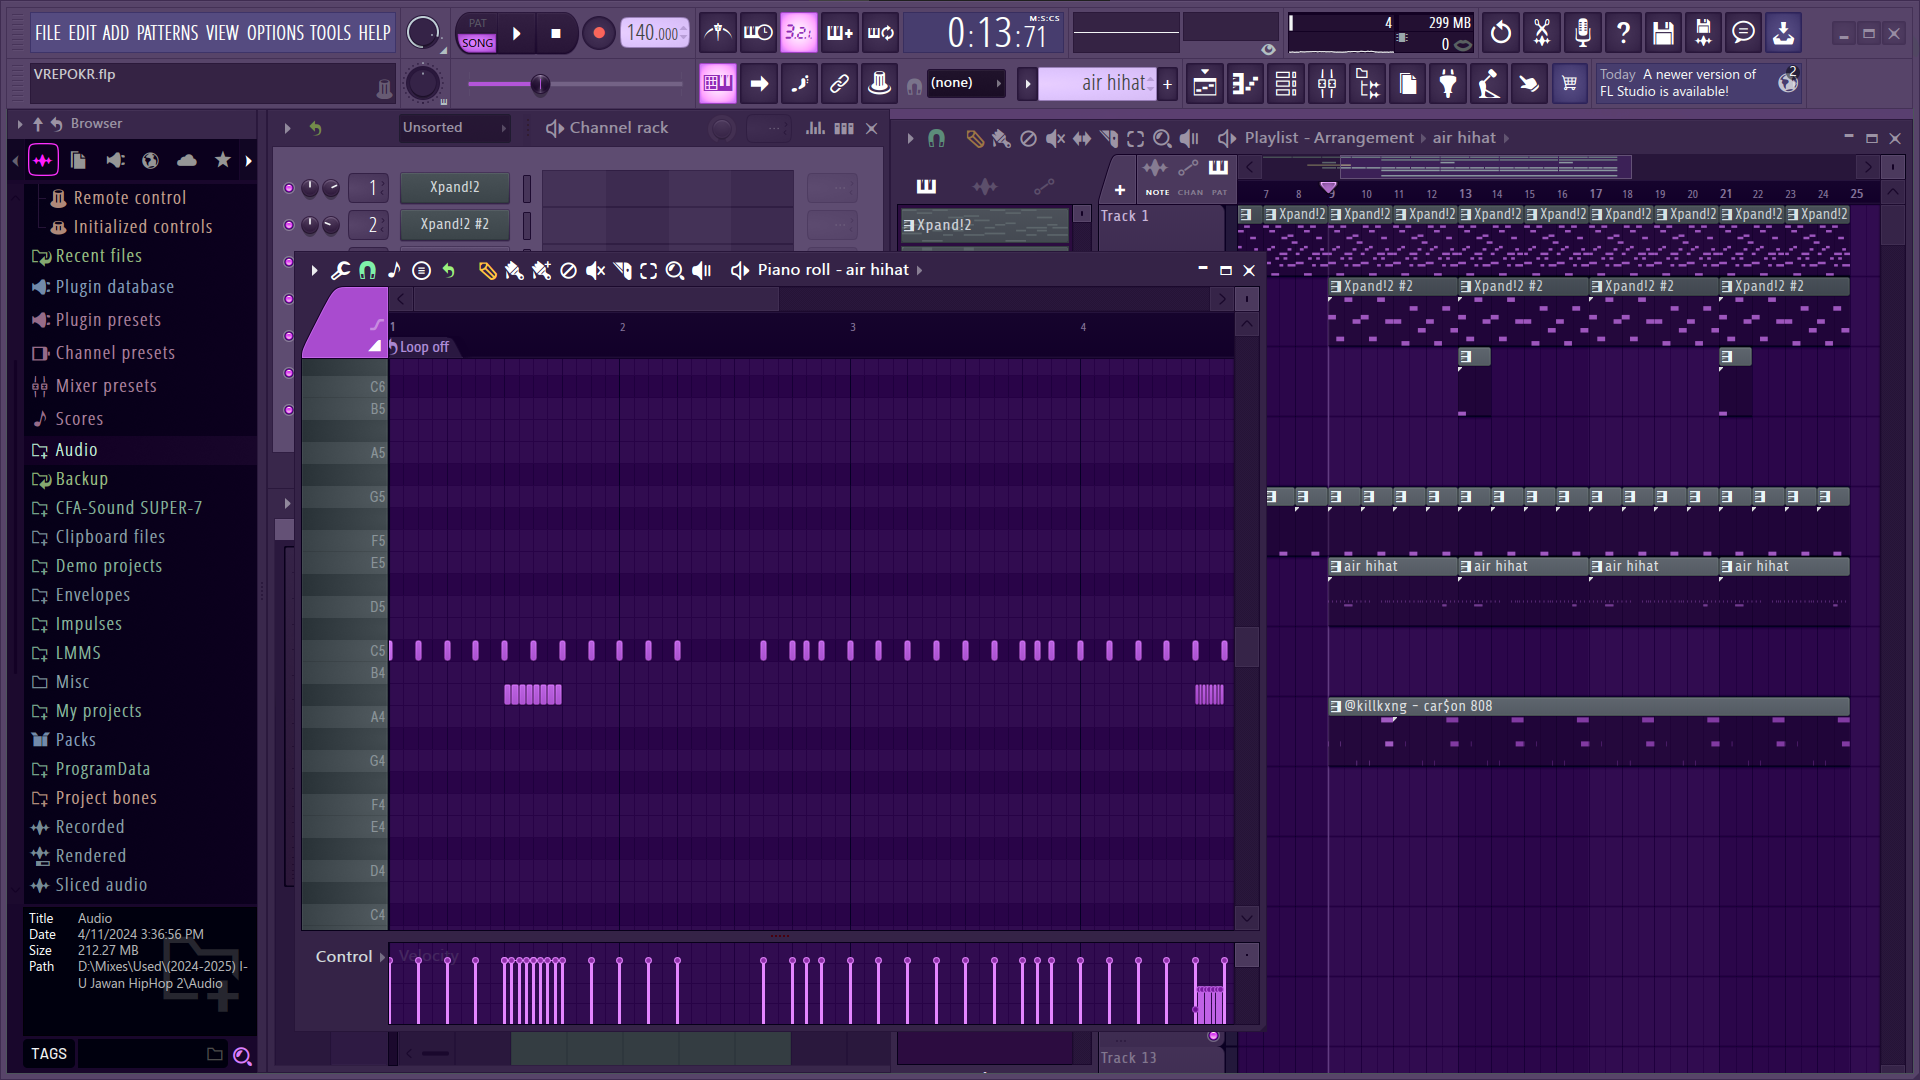 FILE EDIT ADD PATTERNS VIEW OPTIONS TOOLS HELP
PAT
SONG
140.000
3.2.
0:13:71
M:S:CS
4
299 MB
0
VREPOKR.flp
(none)
air hihat
+
Today A newer version of
FL Studio is available!
2
Browser
Remote control
Initialized controls
Recent files
Plugin database
Plugin presets
Channel presets
Mixer presets
Scores
Audio
Backup
CFA-Sound SUPER-7
Clipboard files
Demo projects
Envelopes
Impulses
LMMS
Misc
My projects
Packs
ProgramData
Project bones
Recorded
Rendered
Sliced audio
Title Audio
Date 4/11/2024 3:36:56 PM
Size 212.27 MB
Path D:\Mixes\Used\(2024-2025) I-
U Jawan HipHop 2\Audio
TAGS
Unsorted
Channel rack
1 Xpand!2
2 Xpand!2 #2
Playlist - Arrangement air hihat
NOTE CHAN PAT
7 8 9 10 11 12 13 14 15 16 17 18 19 20 21 22 23 24 25
Xpand!2
Track 1
Xpand!2 Xpand!2 Xpand!2 Xpand!2 Xpand!2 Xpand!2 Xpand!2 Xpand!2 Xpand!2
Xpand!2 #2 Xpand!2 #2 Xpand!2 #2 Xpand!2 #2
air hihat air hihat air hihat air hihat
@killkxng - car$on 808
Track 13
Piano roll - air hihat
1 2 3 4
Loop off
C6
B5
A5
G5
F5
E5
D5
C5
B4
A4
G4
F4
E4
D4
C4
Control
Velocity